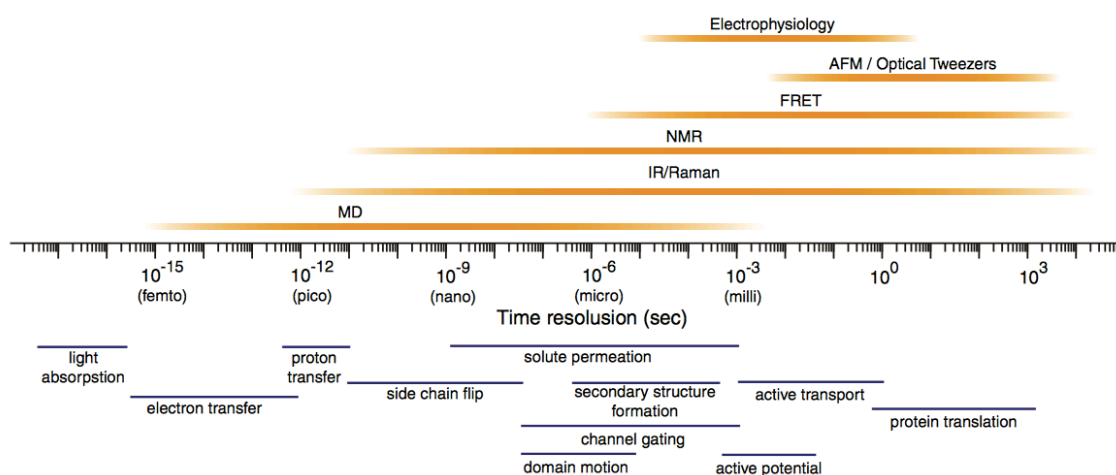 Electrophysiology
AFM / Optical Tweezers
FRET
NMR
IR/Raman
MD
10⁻¹⁵ 10⁻¹² 10⁻⁹ 10⁻⁶ 10⁻³ 10⁰ 10³
(femto) (pico) (nano) (micro) (milli)
Time resolusion (sec)
light
absorpstion
proton
transfer
solute permeation
electron transfer
side chain flip
secondary structure
formation
active transport
protein translation
channel gating
domain motion
active potential